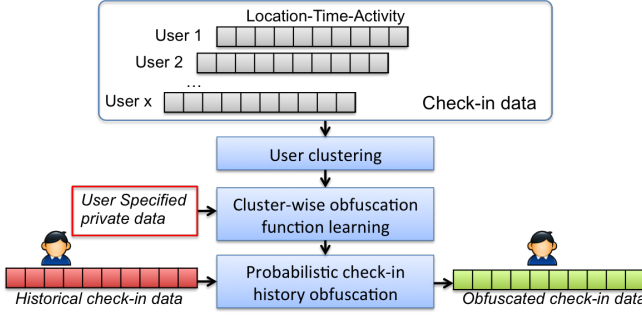 Location-Time-Activity
User 1
User 2
...
User x
Check-in data
User clustering
User Specified
private data
Cluster-wise obfuscation
function learning
Probabilistic check-in
history obfuscation
Historical check-in data
Obfuscated check-in data